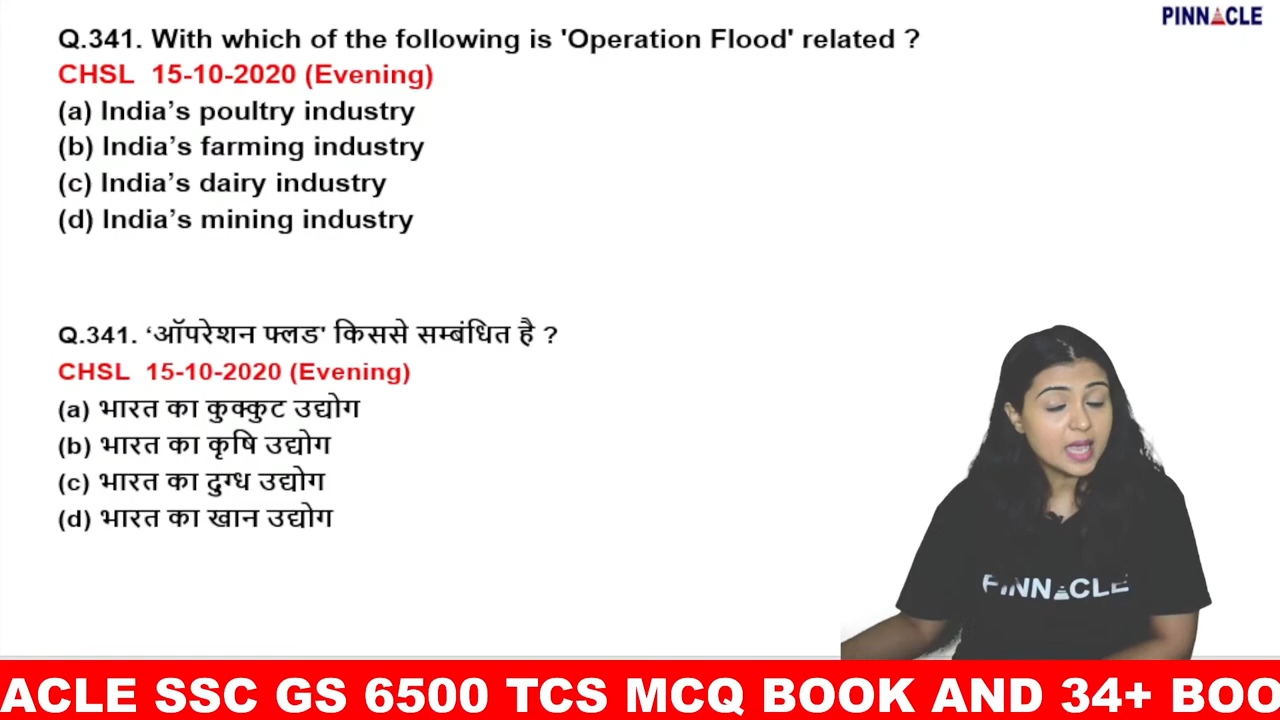 PINNACLE
Q.341. With which of the following is 'Operation Flood' related ?
CHSL 15-10-2020 (Evening)
(a) India’s poultry industry
(b) India’s farming industry
(c) India’s dairy industry
(d) India’s mining industry
Q.341. ‘ऑपरेशन फ्लड' किससे सम्बंधित है ?
CHSL 15-10-2020 (Evening)
(a) भारत का कुक्कुट उद्योग
(b) भारत का कृषि उद्योग
(c) भारत का दुग्ध उद्योग
(d) भारत का खान उद्योग
PINNACLE
ACLE SSC GS 6500 TCS MCQ BOOK AND 34+ BOO